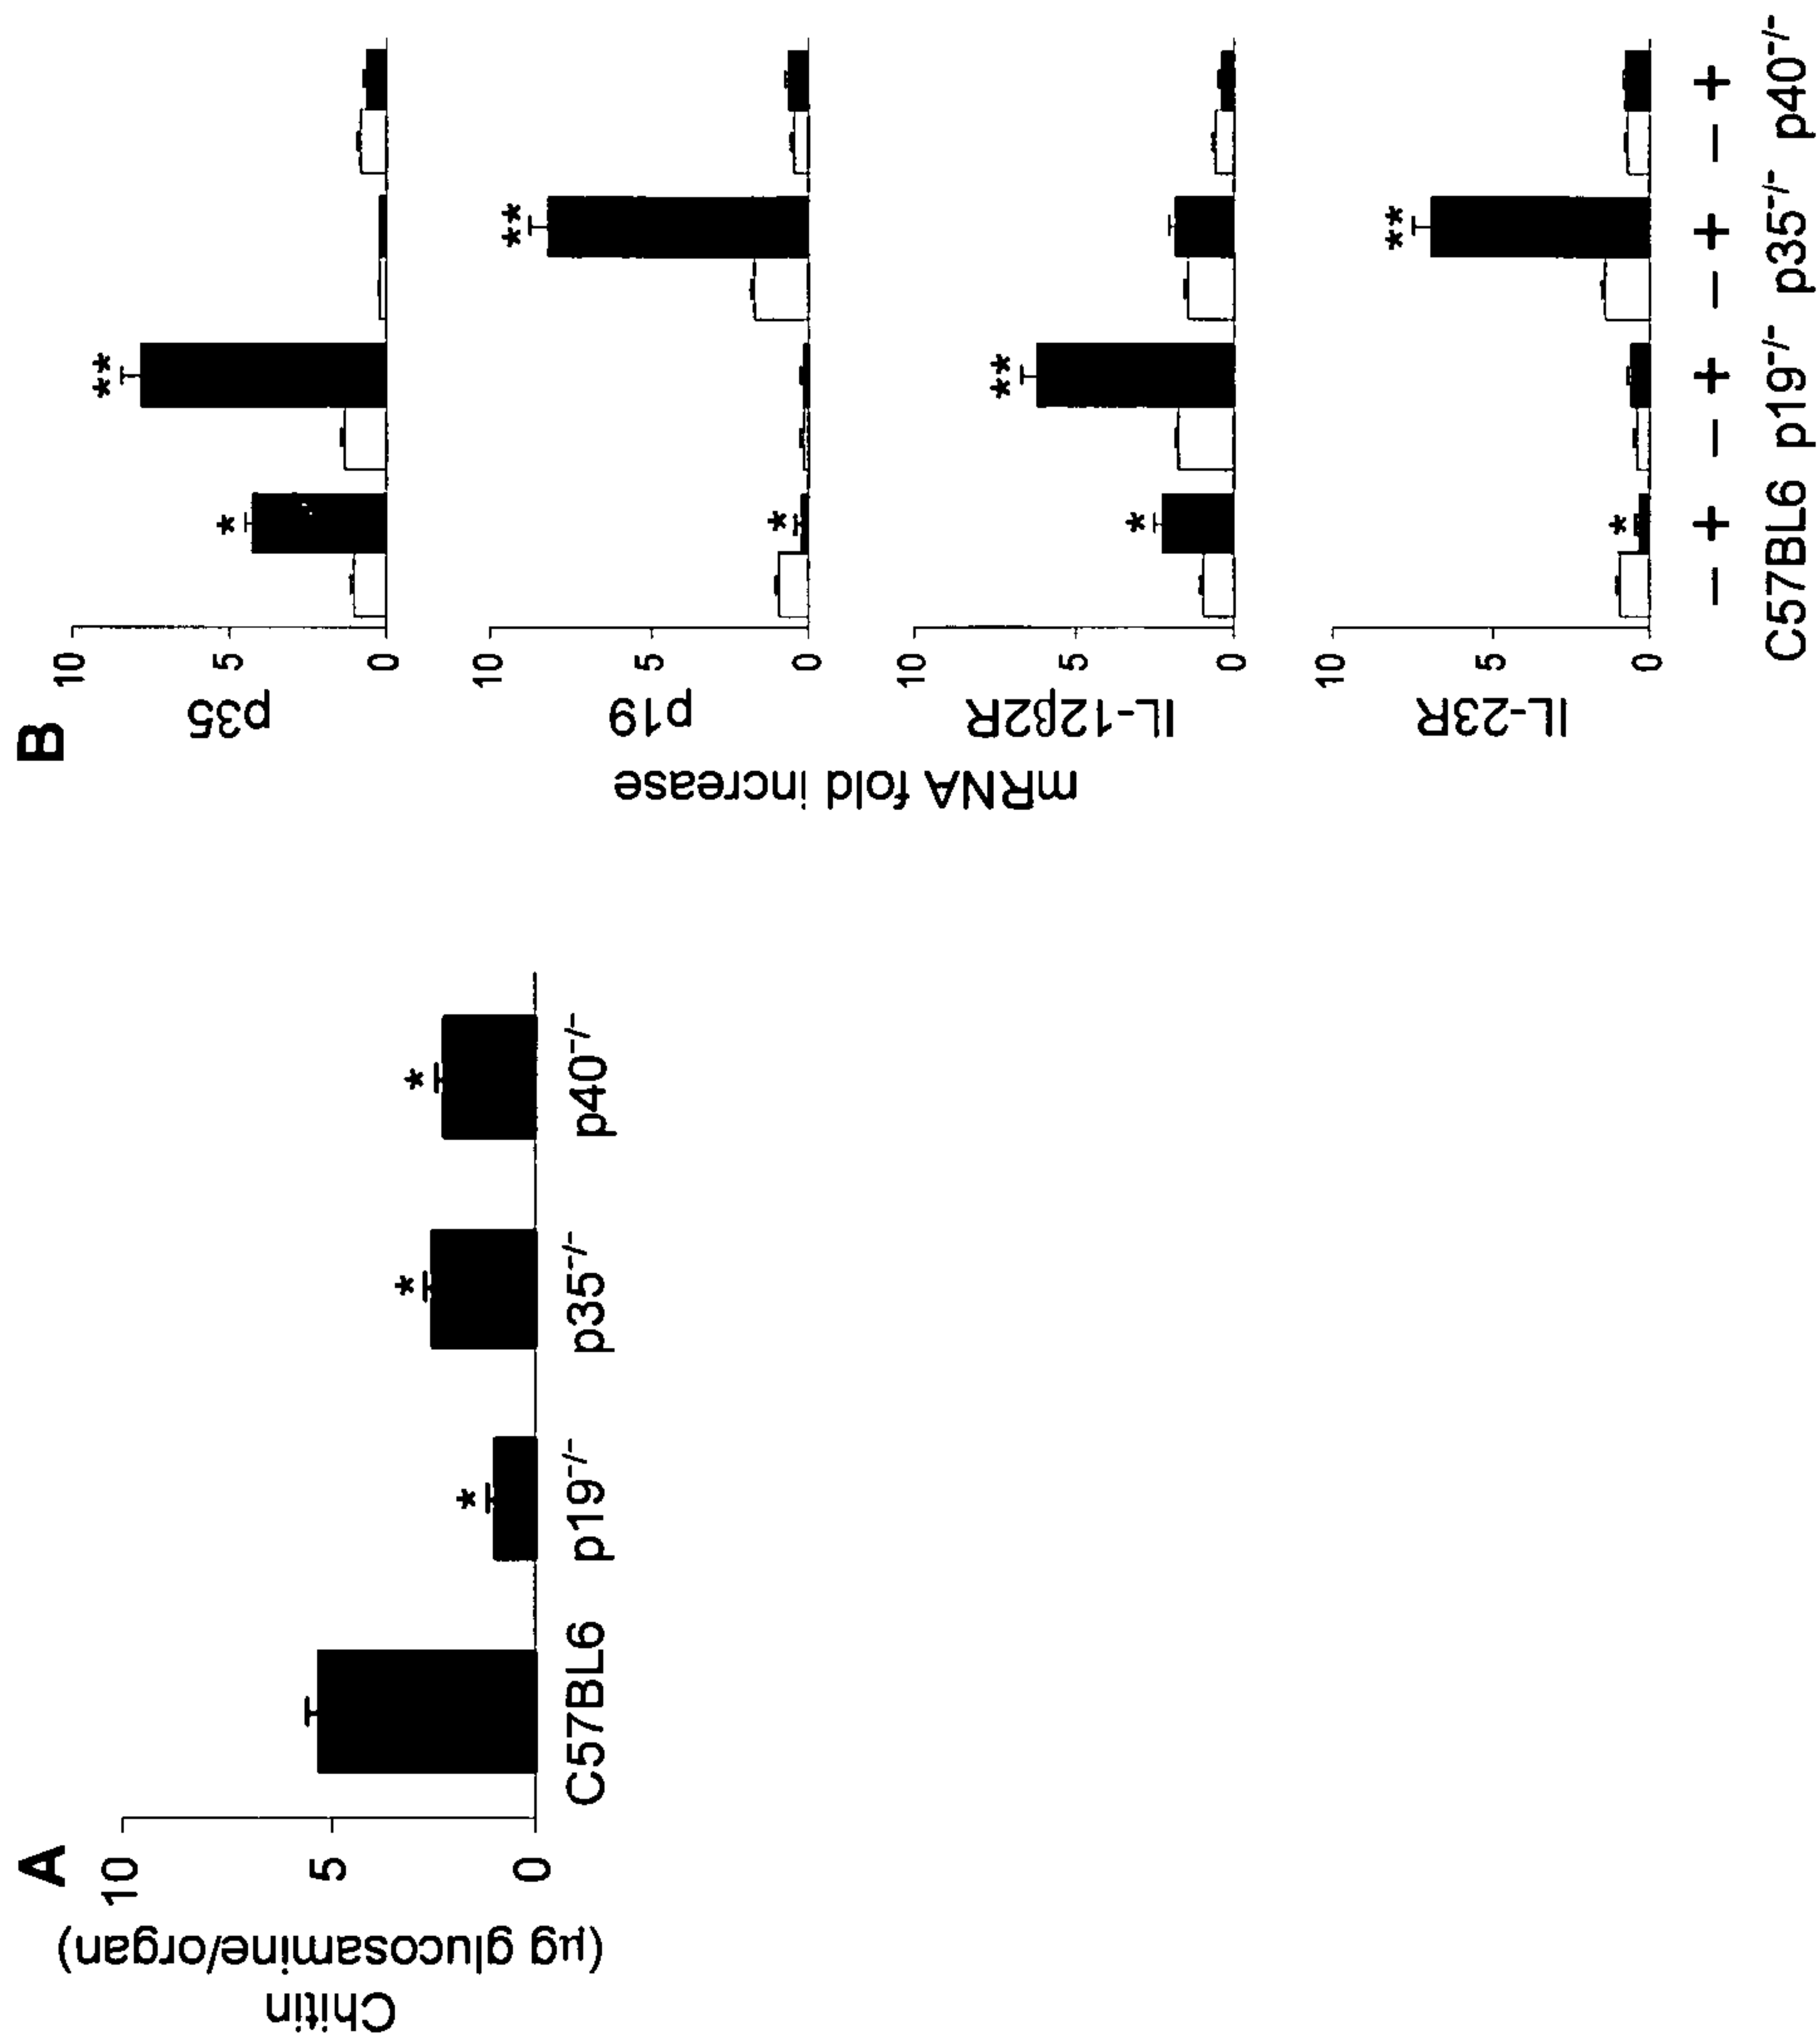 A
Chitin
(µg glucosamine/organ)
10
5
0
*
*
*
C57BL6 p19-/- p35-/- p40-/-
B
mRNA fold increase
p35
10
5
0
*
**
p19
10
5
0
*
**
IL-12β2R
10
5
0
*
**
IL-23R
10
5
0
*
**
− + − + − + − +
C57BL6 p19-/- p35-/- p40-/-